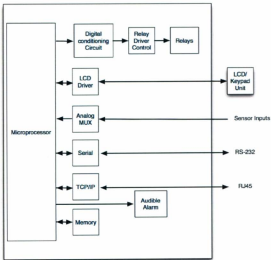 Digital
conditioning
Circuit
Relay
Driver
Control
Relays
LCD
Driver
LCD/
Keypad
Unit
Analog
MUX
Sensor Inputs
Microprocessor
Serial
RS-232
TCP/IP
RJ45
Audible
Alarm
Memory